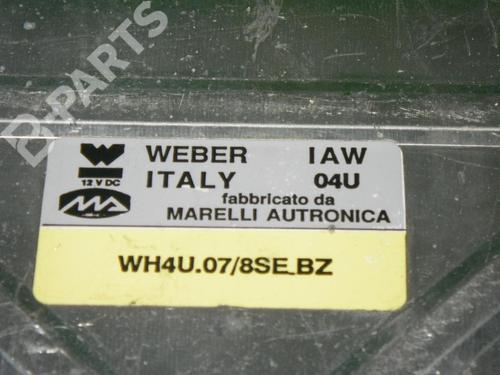 B-PARTS
WEBER IAW
12 V DC ITALY 04U
fabbricato da
MARELLI AUTRONICA
WH4U.07/8SE.BZ